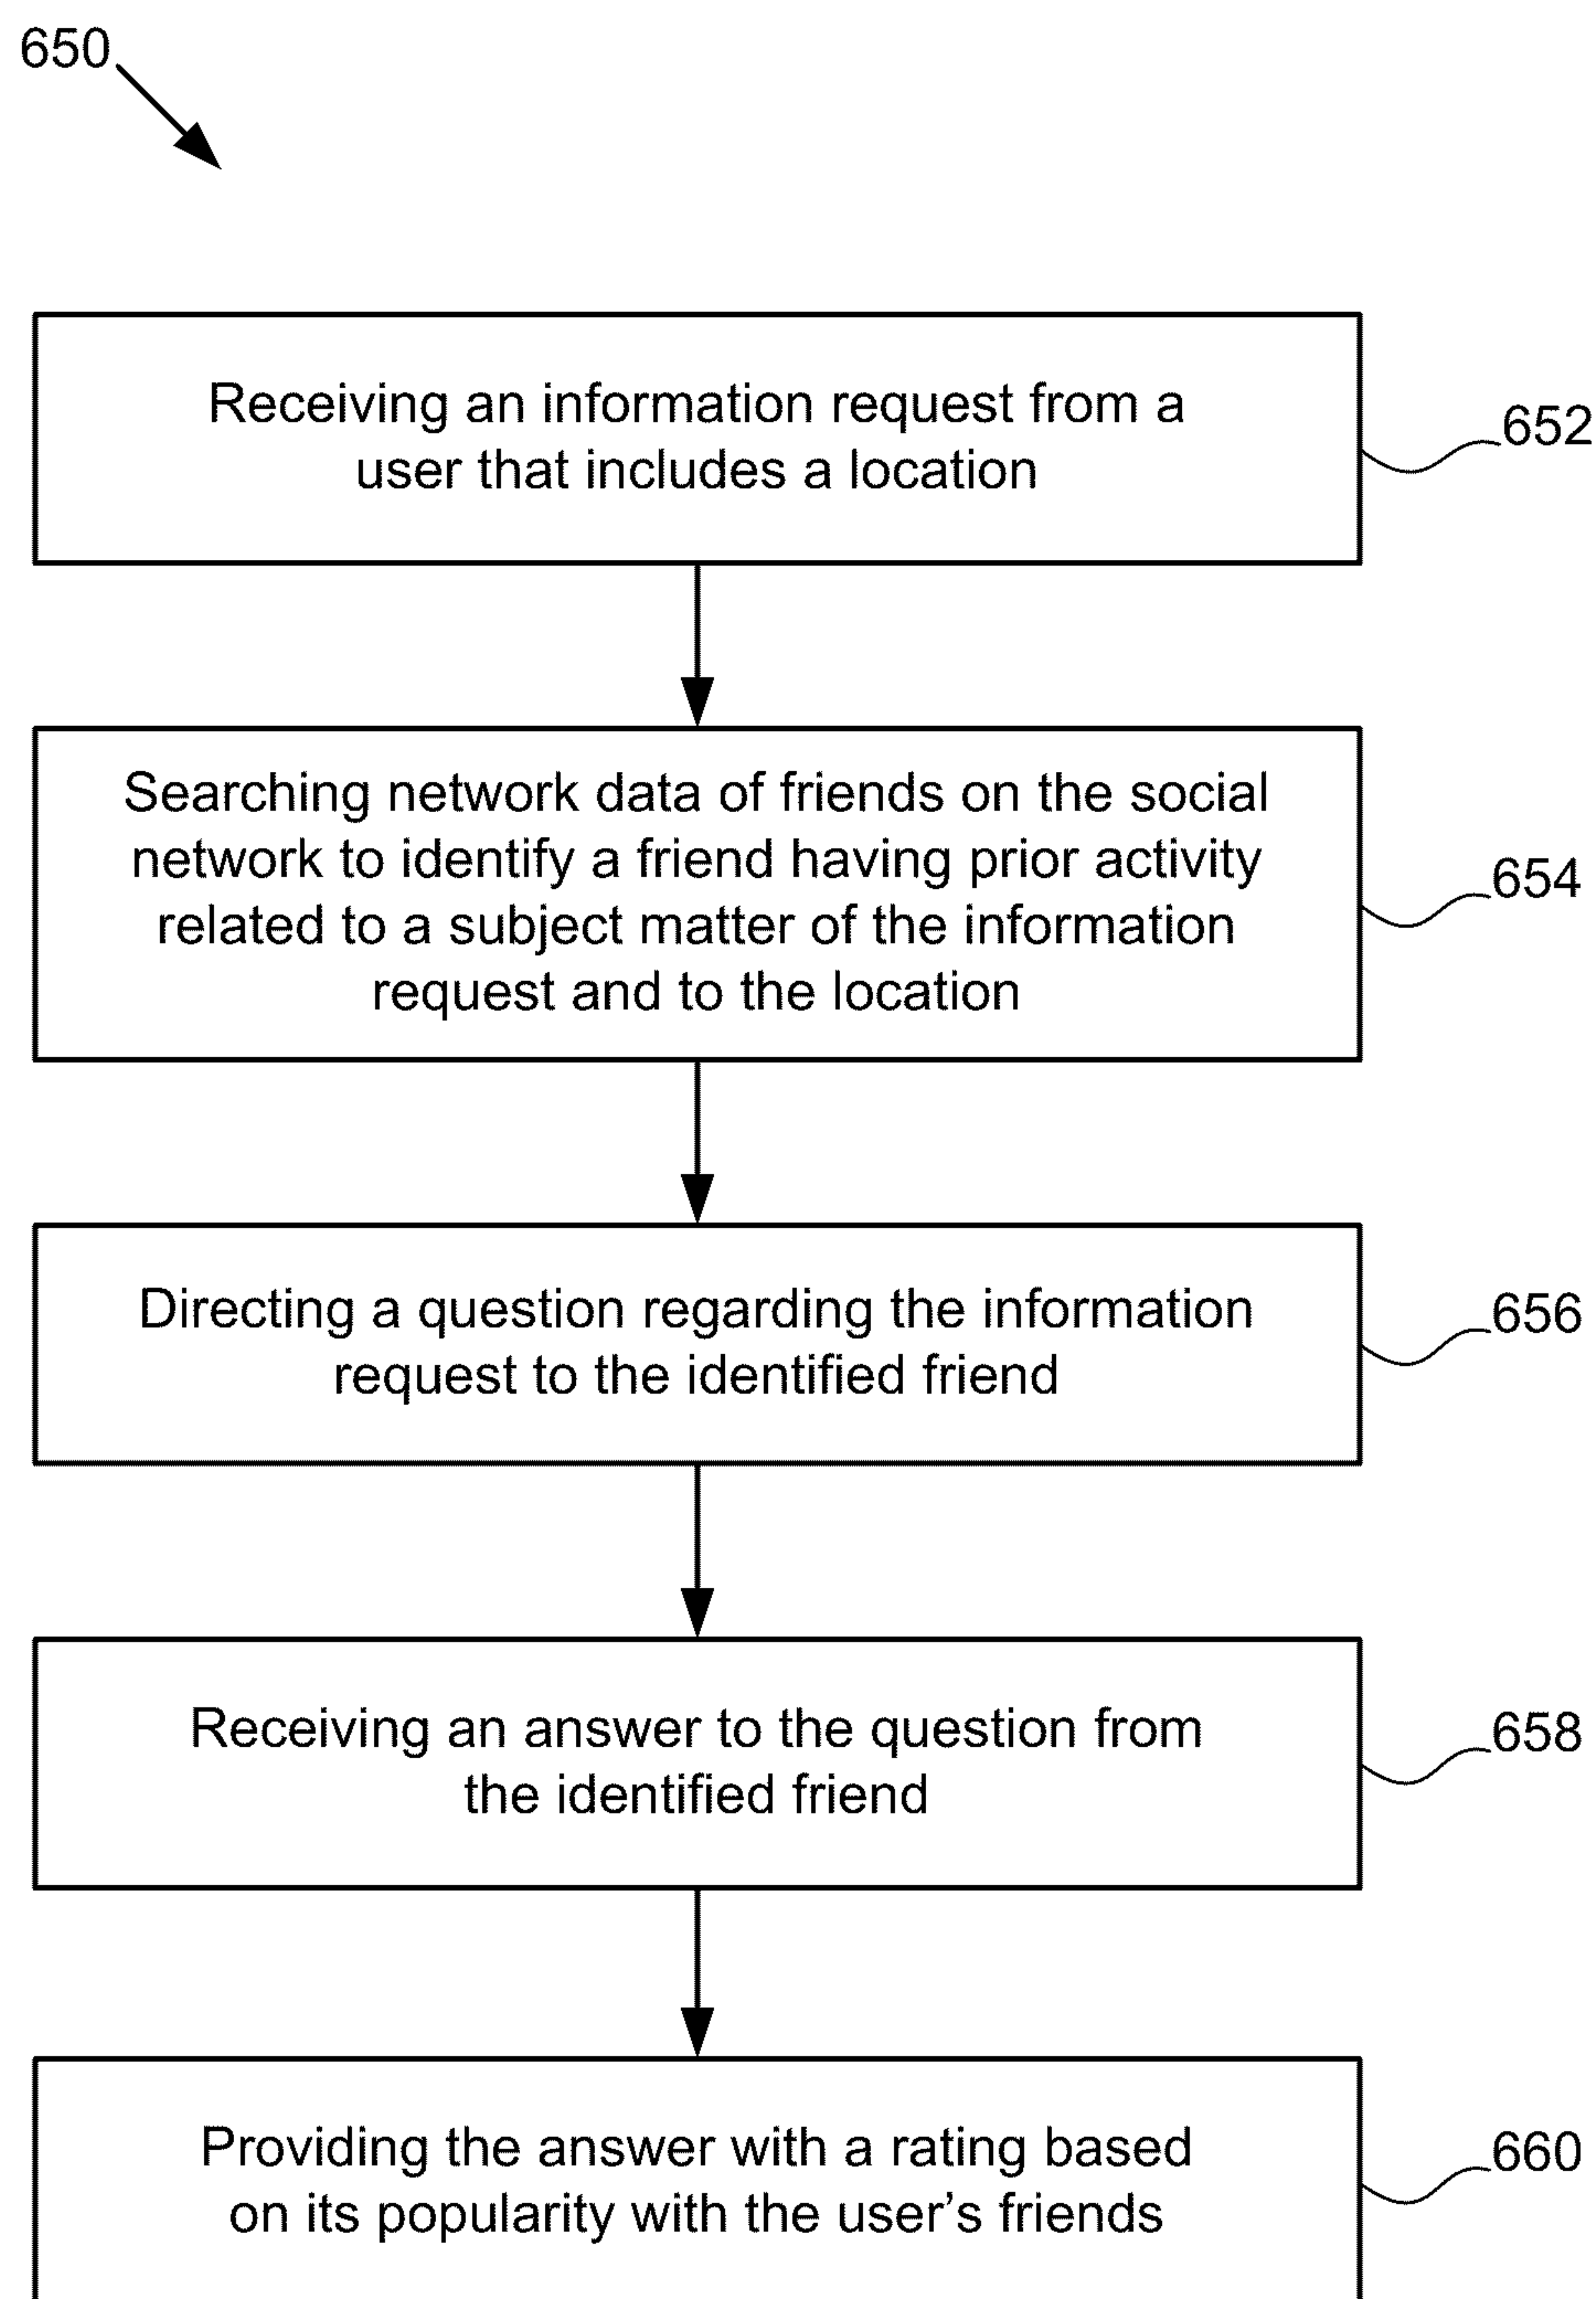 650
Receiving an information request from a
user that includes a location
652
Searching network data of friends on the social
network to identify a friend having prior activity
related to a subject matter of the information
request and to the location
654
Directing a question regarding the information
request to the identified friend
656
Receiving an answer to the question from
the identified friend
658
Providing the answer with a rating based
on its popularity with the user’s friends
660